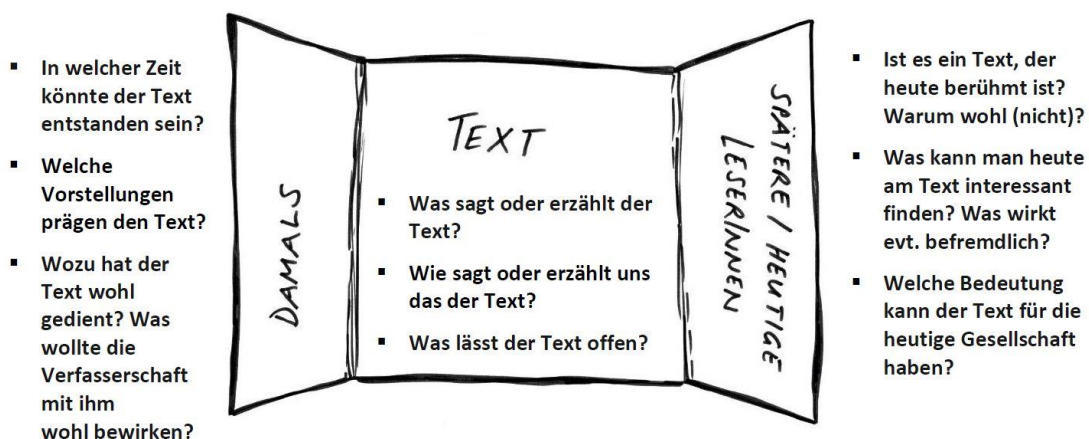 ▪ In welcher Zeit
könnte der Text
entstanden sein?
▪ Welche
Vorstellungen
prägen den Text?
▪ Wozu hat der
Text wohl
gedient? Was
wollte die
Verfasserschaft
mit ihm
wohl bewirken?
DAMALS
TEXT
▪ Was sagt oder erzählt der
Text?
▪ Wie sagt oder erzählt uns
das der Text?
▪ Was lässt der Text offen?
SPÄTERE / HEUTIGE
LESERINNEN
▪ Ist es ein Text, der
heute berühmt ist?
Warum wohl (nicht)?
▪ Was kann man heute
am Text interessant
finden? Was wirkt
evt. befremdlich?
▪ Welche Bedeutung
kann der Text für die
heutige Gesellschaft
haben?